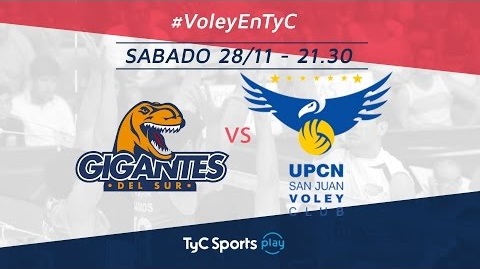 #VoleyEnTyC
SABADO 28/11 - 21.30
GIGANTES
DEL SUR
VS
UPCN
SAN JUAN
VOLEY
CLUB
TyC Sports play